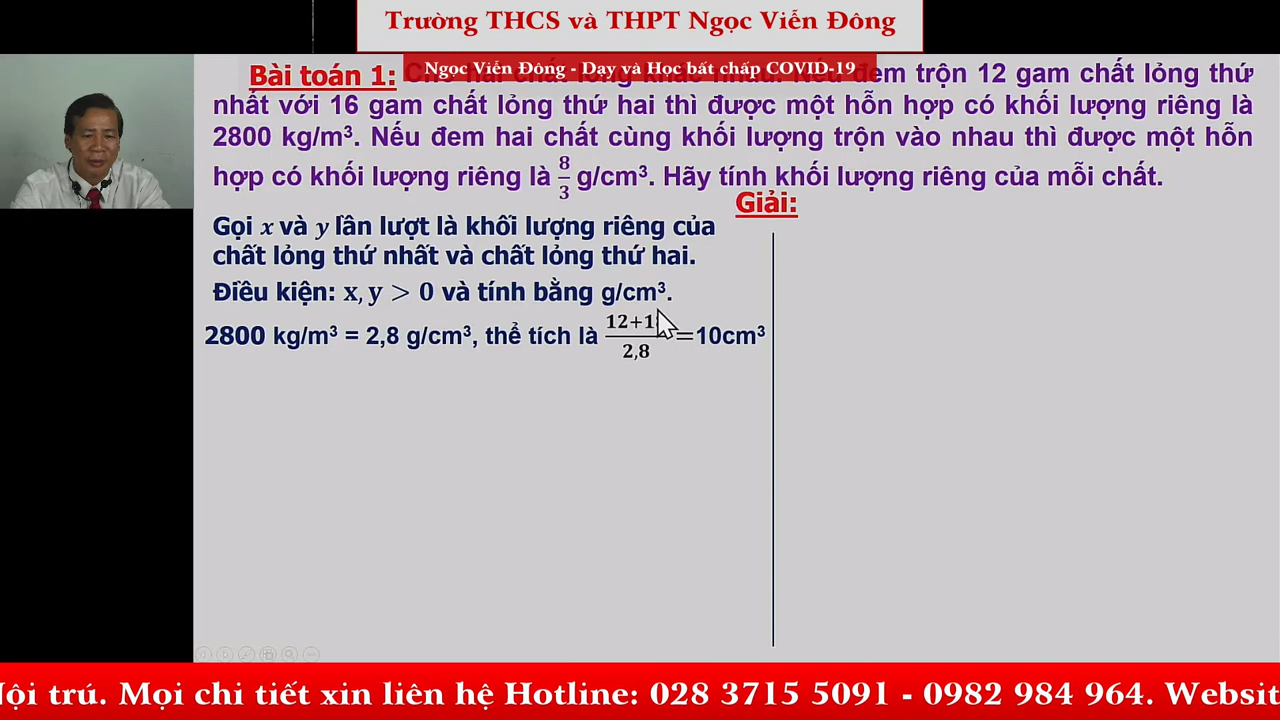 Trường THCS và THPT Ngọc Viễn Đông
Ngọc Viễn Đông - Dạy và Học bất chấp COVID-19
Bài toán 1: đem trộn 12 gam chất lỏng thứ
nhất với 16 gam chất lỏng thứ hai thì được một hỗn hợp có khối lượng riêng là
2800 kg/m³. Nếu đem hai chất cùng khối lượng trộn vào nhau thì được một hỗn
hợp có khối lượng riêng là 8/3 g/cm³. Hãy tính khối lượng riêng của mỗi chất.
Giải:
Gọi x và y lần lượt là khối lượng riêng của
chất lỏng thứ nhất và chất lỏng thứ hai.
Điều kiện: x, y > 0 và tính bằng g/cm³.
2800 kg/m³ = 2,8 g/cm³, thể tích là 12+1 / 2,8 =10cm³
Nội trú. Mọi chi tiết xin liên hệ Hotline: 028 3715 5091 - 0982 984 964. Websit